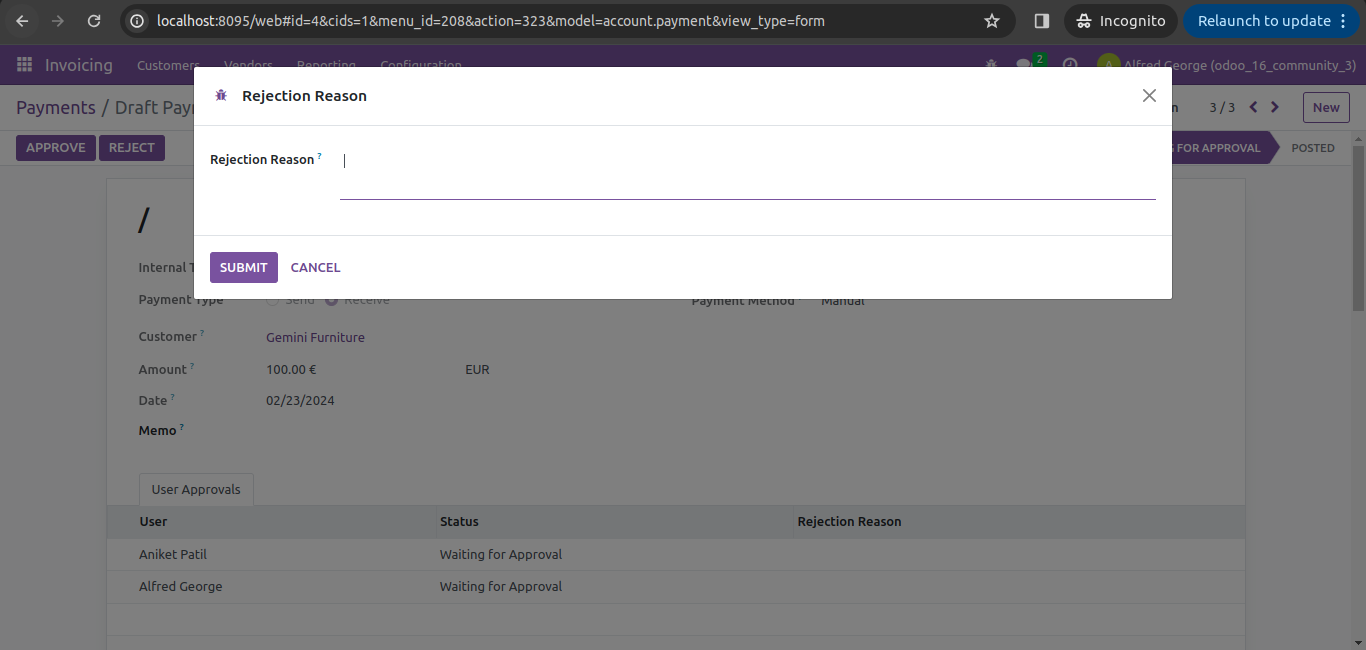 localhost:8095/web#id=4&cids=1&menu_id=208&action=323&model=account.payment&view_type=form
Incognito
Relaunch to update
Invoicing Customers Vendors Reporting Configuration 2 A Alfred George (odoo_16_community_3)
Rejection Reason
Payments / Draft Pay
3 / 3
New
APPROVE REJECT
Rejection Reason ?
FOR APPROVAL POSTED
/
SUBMIT CANCEL
Internal
Payment Type Send Receive
Payment Method Manual
Customer ? Gemini Furniture
Amount ? 100.00 € EUR
Date ? 02/23/2024
Memo ?
User Approvals
User Status Rejection Reason
Aniket Patil Waiting for Approval
Alfred George Waiting for Approval